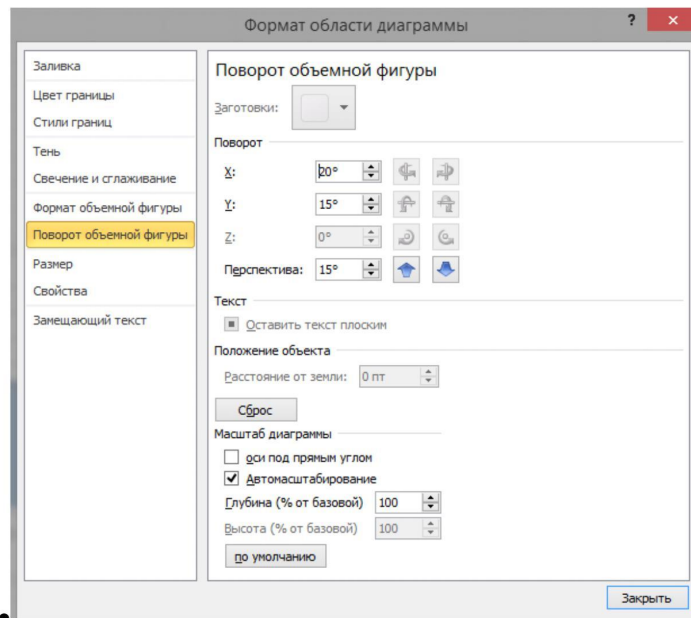 Формат области диаграммы
Заливка
Цвет границы
Стили границ
Тень
Свечение и сглаживание
Формат объемной фигуры
Поворот объемной фигуры
Размер
Свойства
Замещающий текст
Поворот объемной фигуры
Заготовки:
Поворот
X: 20°
Y: 15°
Z: 0°
Перспектива: 15°
Текст
Оставить текст плоским
Положение объекта
Расстояние от земли: 0 пт
Сброс
Масштаб диаграммы
оси под прямым углом
Автомасштабирование
Глубина (% от базовой) 100
Высота (% от базовой) 100
по умолчанию
Закрыть